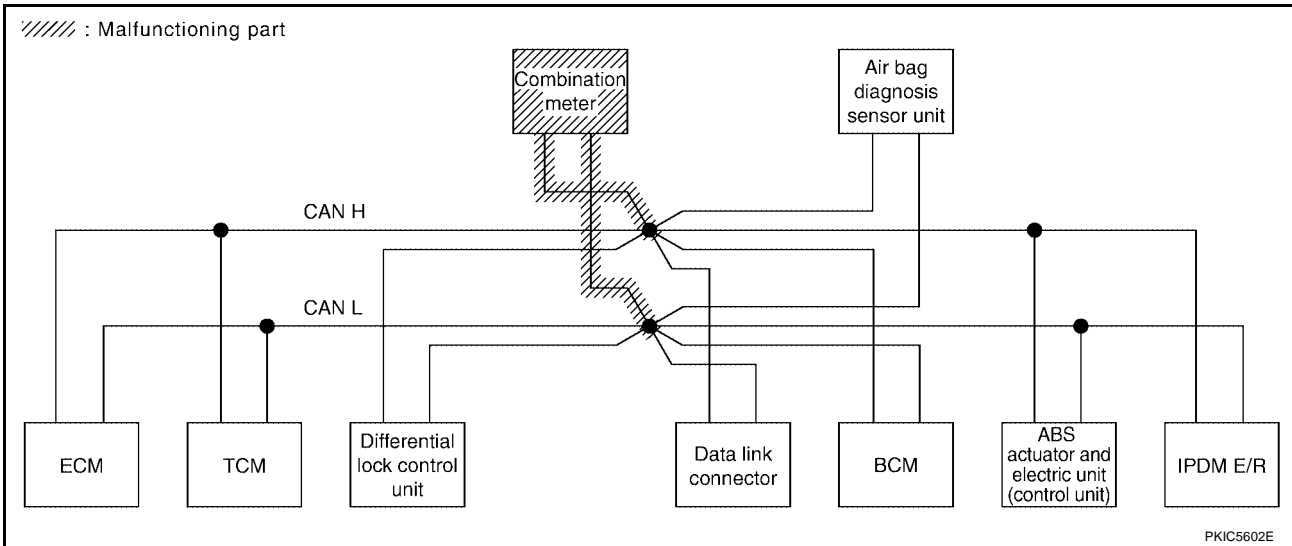 : Malfunctioning part
Combination
meter
Air bag
diagnosis
sensor unit
CAN H
CAN L
ECM
TCM
Differential
lock control
unit
Data link
connector
BCM
ABS
actuator and
electric unit
(control unit)
IPDM E/R
PKIC5602E